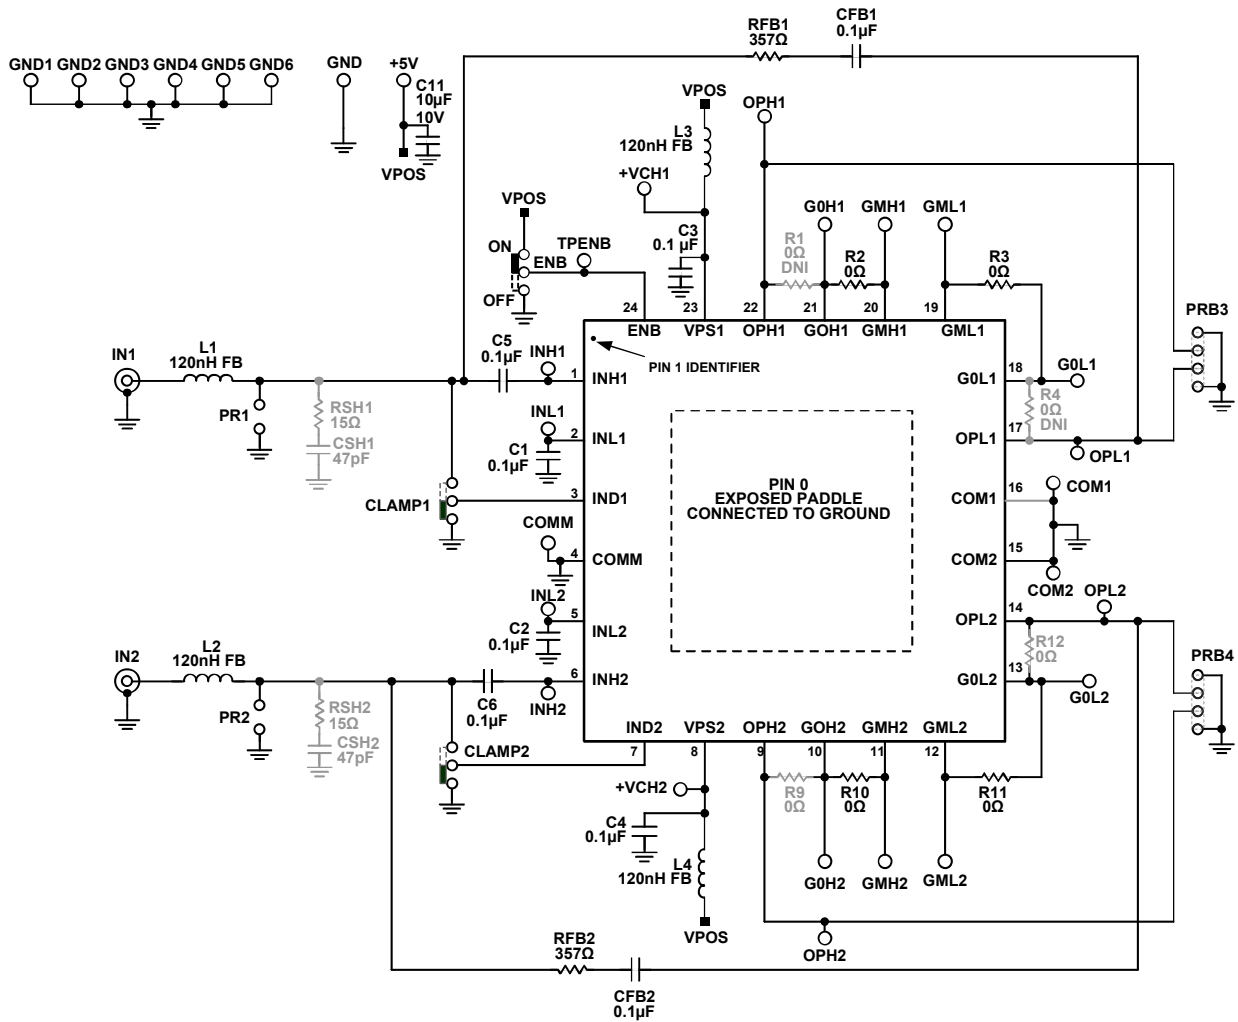 RFB1
357Ω
CFB1
0.1µF
GND1 GND2 GND3 GND4 GND5 GND6
GND
+5V
C11
10µF
10V
VPOS
VPOS
OPH1
L3
120nH FB
+VCH1
VPOS
ON
ENB
OFF
TPENB
C3
0.1 µF
G0H1
GMH1
GML1
R1
0Ω
DNI
R2
0Ω
R3
0Ω
24
23
22
21
20
19
ENB
VPS1
OPH1
GOH1
GMH1
GML1
PRB3
PIN 1 IDENTIFIER
IN1
L1
120nH FB
C5
0.1µF
INH1
1
INH1
PR1
RSH1
15Ω
CSH1
47pF
INL1
2
INL1
C1
0.1µF
CLAMP1
3
IND1
COMM
4
COMM
INL2
5
INL2
C2
0.1µF
PIN 0
EXPOSED PADDLE
CONNECTED TO GROUND
G0L1
18
G0L1
R4
0Ω
DNI
OPL1
17
OPL1
COM1
16
COM1
COM2
15
COM2
OPL2
14
OPL2
R12
0Ω
G0L2
13
G0L2
PRB4
IN2
L2
120nH FB
6
INH2
C6
0.1µF
INH2
PR2
RSH2
15Ω
CSH2
47pF
CLAMP2
IND2
VPS2
OPH2
GOH2
GMH2
GML2
7
8
9
10
11
12
+VCH2
R9
0Ω
R10
0Ω
R11
0Ω
C4
0.1µF
L4
120nH FB
VPOS
G0H2
GMH2
GML2
OPH2
RFB2
357Ω
CFB2
0.1µF